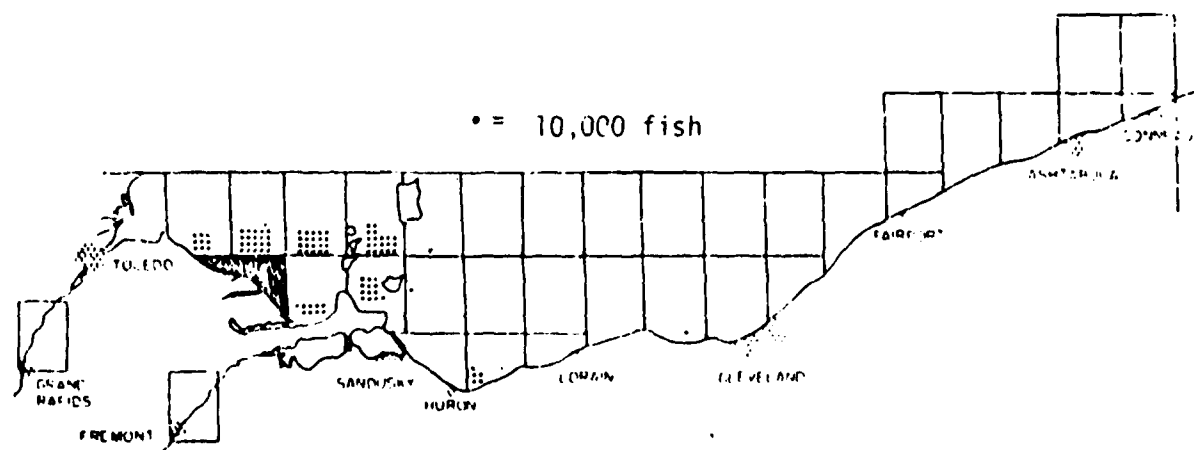 • = 10,000 fish
ASHTABULA
FAIRPORT
TOLEDO
GRAND
RAPIDS
SANDUSKY
HURON
LORAIN
CLEVELAND
FREMONT